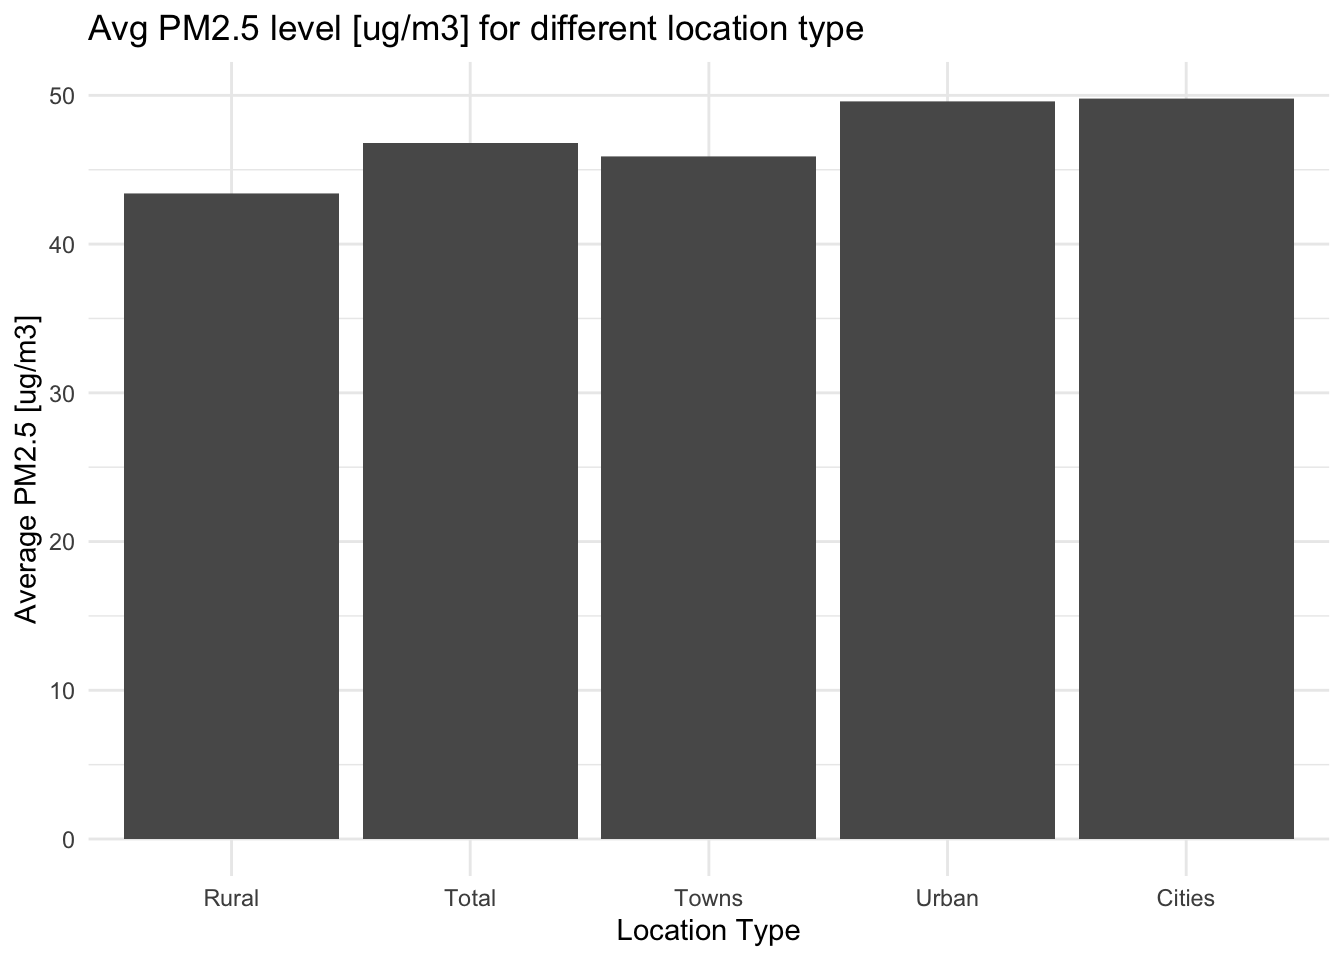 Avg PM2.5 level [ug/m3] for different location type
50
40
30
20
10
0
Average PM2.5 [ug/m3]
Rural Total Towns Urban Cities
Location Type